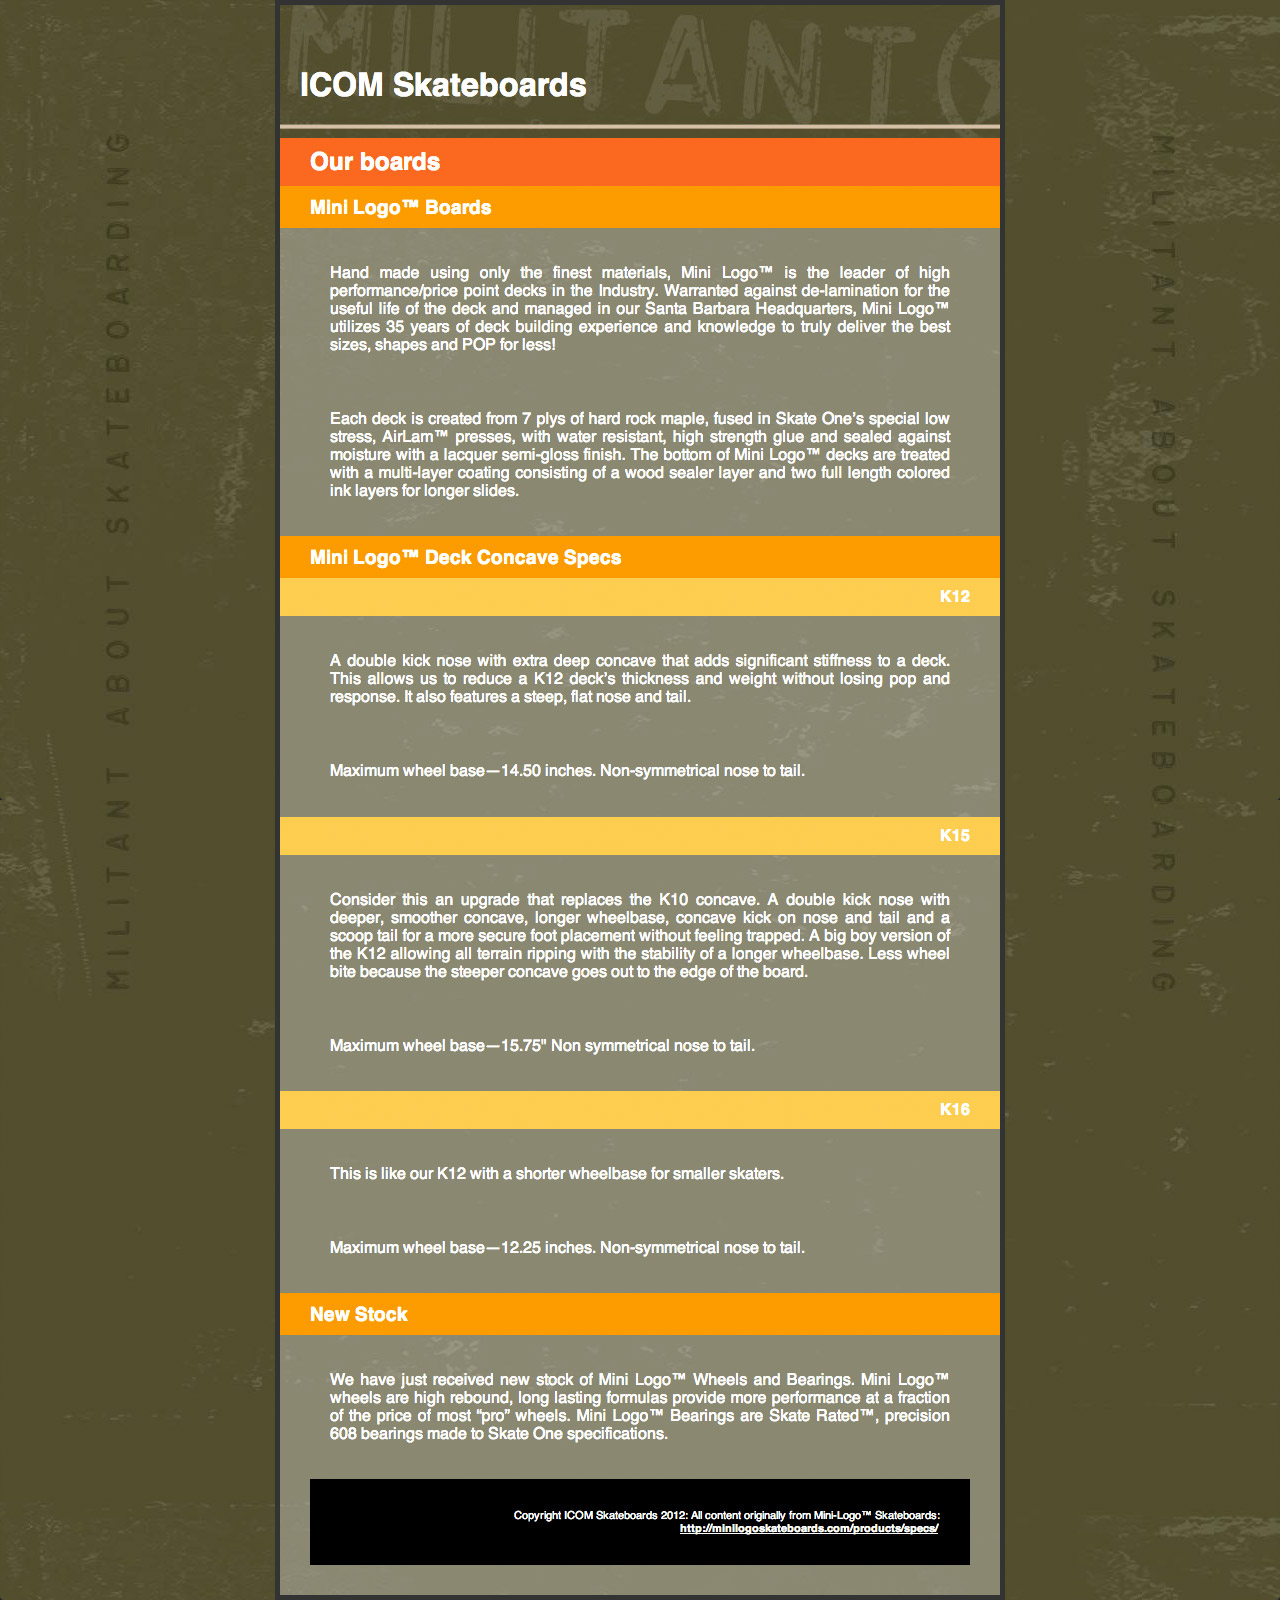 MILITANT
ICOM Skateboards
Our boards
Mini Logo™ Boards
Hand made using only the finest materials, Mini Logo™ is the leader of high
performance/price point decks in the Industry. Warranted against de-lamination for the
useful life of the deck and managed in our Santa Barbara Headquarters, Mini Logo™
utilizes 35 years of deck building experience and knowledge to truly deliver the best
sizes, shapes and POP for less!
Each deck is created from 7 plys of hard rock maple, fused in Skate One’s special low
stress, AirLam™ presses, with water resistant, high strength glue and sealed against
moisture with a lacquer semi-gloss finish. The bottom of Mini Logo™ decks are treated
with a multi-layer coating consisting of a wood sealer layer and two full length colored
ink layers for longer slides.
Mini Logo™ Deck Concave Specs
K12
A double kick nose with extra deep concave that adds significant stiffness to a deck.
This allows us to reduce a K12 deck’s thickness and weight without losing pop and
response. It also features a steep, flat nose and tail.
Maximum wheel base—14.50 inches. Non-symmetrical nose to tail.
K15
Consider this an upgrade that replaces the K10 concave. A double kick nose with
deeper, smoother concave, longer wheelbase, concave kick on nose and tail and a
scoop tail for a more secure foot placement without feeling trapped. A big boy version of
the K12 allowing all terrain ripping with the stability of a longer wheelbase. Less wheel
bite because the steeper concave goes out to the edge of the board.
Maximum wheel base—15.75" Non symmetrical nose to tail.
K16
This is like our K12 with a shorter wheelbase for smaller skaters.
Maximum wheel base—12.25 inches. Non-symmetrical nose to tail.
New Stock
We have just received new stock of Mini Logo™ Wheels and Bearings. Mini Logo™
wheels are high rebound, long lasting formulas provide more performance at a fraction
of the price of most “pro” wheels. Mini Logo™ Bearings are Skate Rated™, precision
608 bearings made to Skate One specifications.
Copyright ICOM Skateboards 2012: All content originally from Mini-Logo™ Skateboards:
http://minilogoskateboards.com/products/specs/
MILITANT ABOUT SKATEBOARDING
MILITANT ABOUT SKATEBOARDING